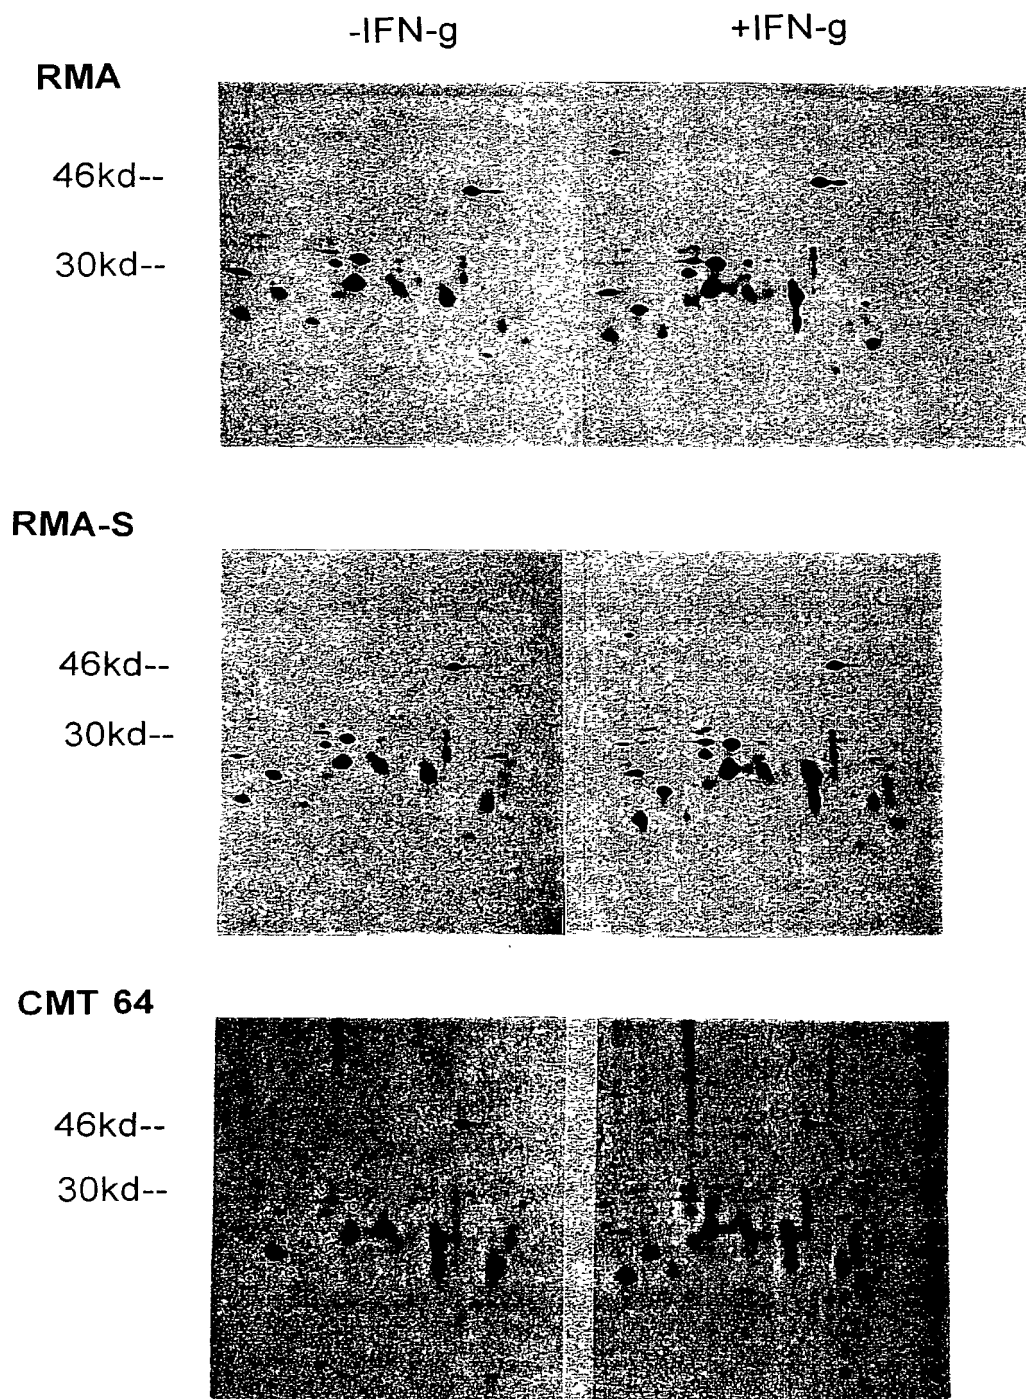 -IFN-g +IFN-g
RMA
46kd--
30kd--
RMA-S
46kd--
30kd--
CMT 64
46kd--
30kd--